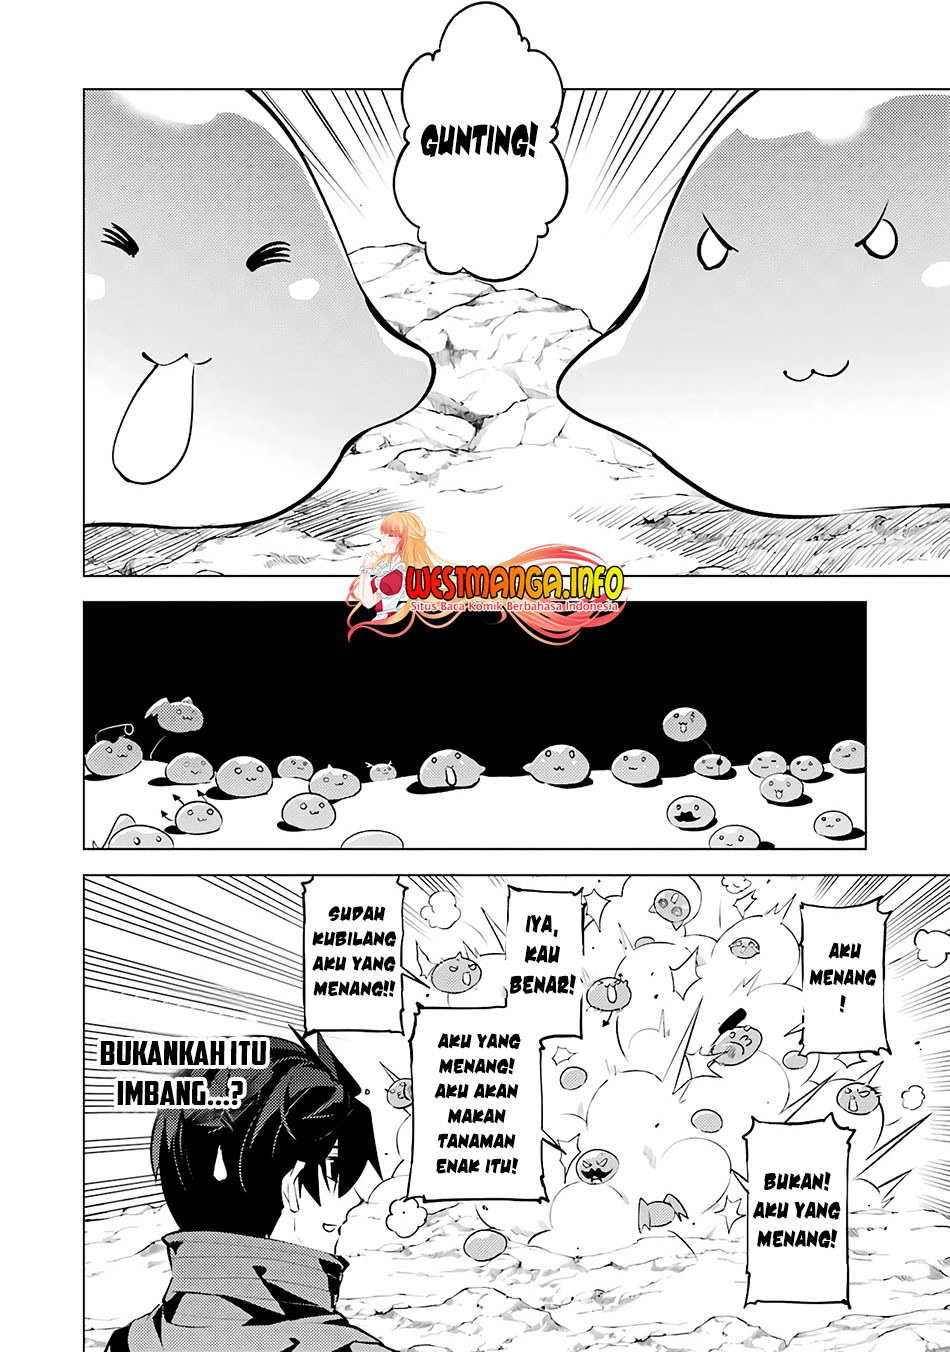 GUNTING!
WESTMANGA.INFO
Situs Baca Komik Berbahasa Indonesia
AKU
MENANG
!
IYA,
KAU
BENAR!
SUDAH
KUBILANG
AKU YANG
MENANG!!
AKU YANG
MENANG!
AKU AKAN
MAKAN
TANAMAN
ENAK ITU!
BUKAN!
AKU YANG
MENANG!
BUKANKAH ITU
IMBANG...?